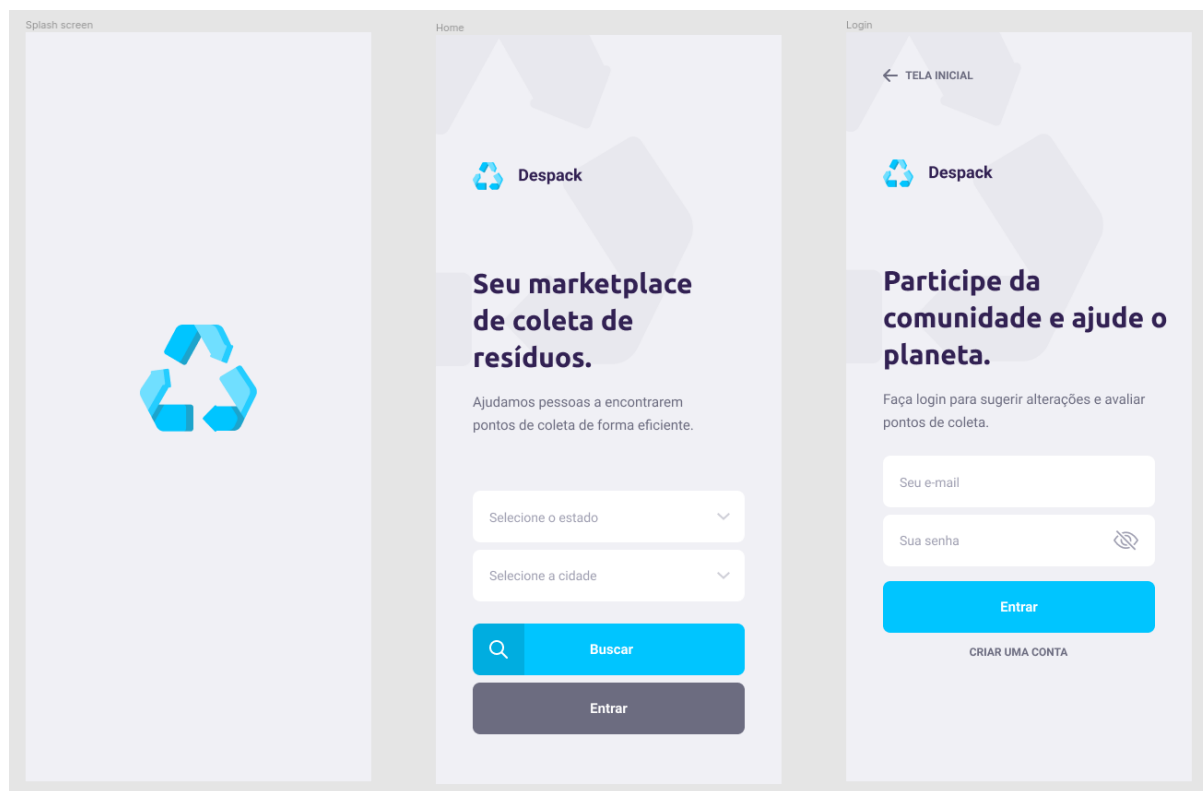 Splash screen
Home
Despack
Seu marketplace
de coleta de
resíduos.
Ajudamos pessoas a encontrarem
pontos de coleta de forma eficiente.
Selecione o estado
Selecione a cidade
Buscar
Entrar
Login
TELA INICIAL
Despack
Participe da
comunidade e ajude o
planeta.
Faça login para sugerir alterações e avaliar
pontos de coleta.
Seu e-mail
Sua senha
Entrar
CRIAR UMA CONTA